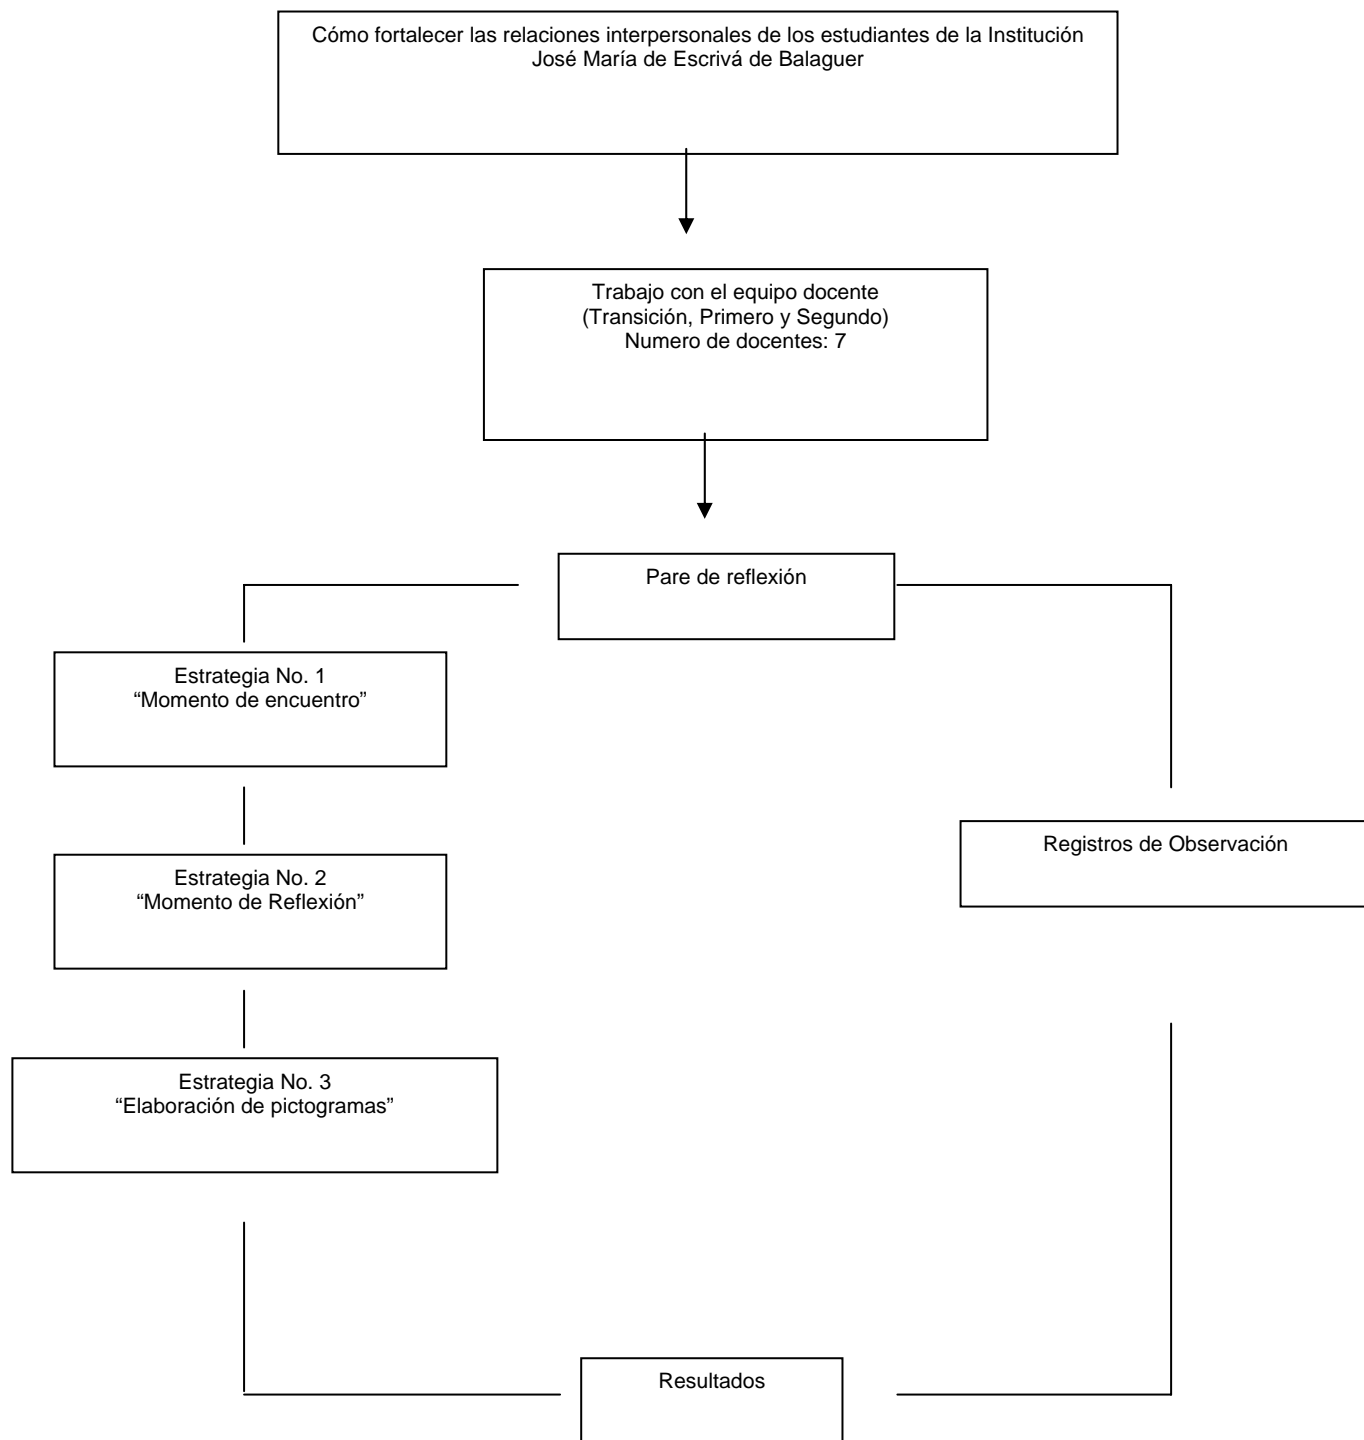 Cómo fortalecer las relaciones interpersonales de los estudiantes de la Institución
José María de Escrivá de Balaguer
Trabajo con el equipo docente
(Transición, Primero y Segundo)
Numero de docentes: 7
Pare de reflexión
Estrategia No. 1
“Momento de encuentro”
Estrategia No. 2
“Momento de Reflexión”
Estrategia No. 3
“Elaboración de pictogramas”
Registros de Observación
Resultados